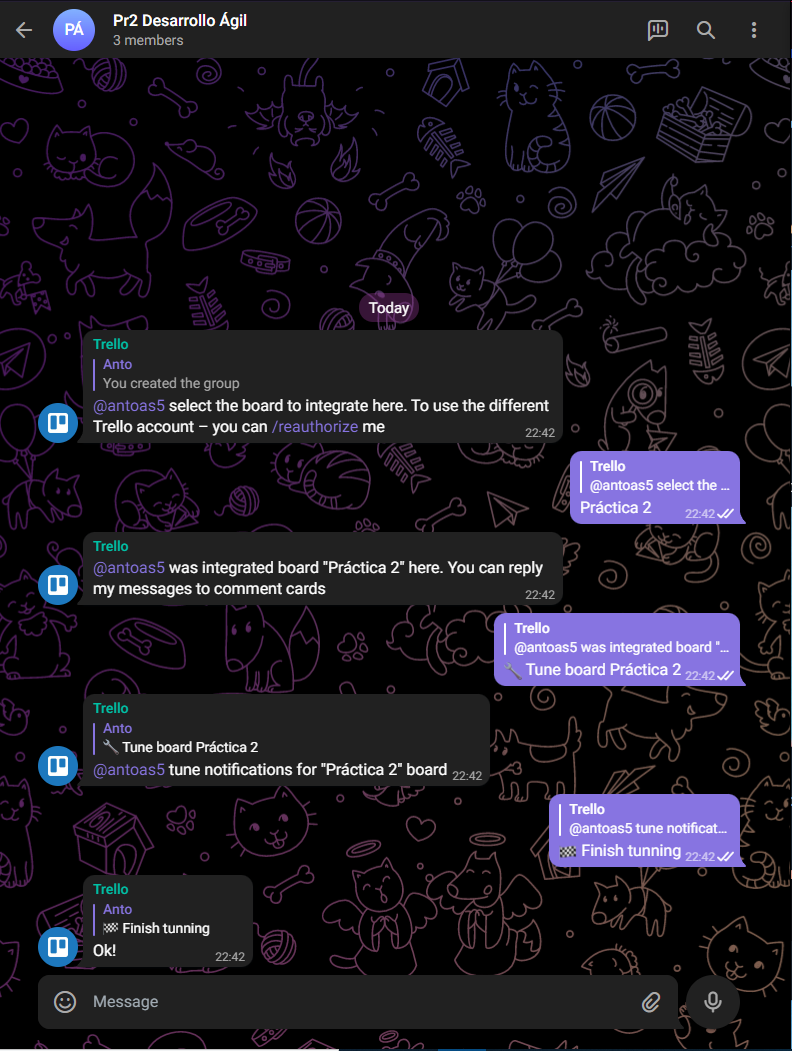 PÁ
Pr2 Desarrollo Ágil
3 members
Today
Trello
Anto
You created the group
@antoas5 select the board to integrate here. To use the different
Trello account – you can /reauthorize me
22:42
Trello
@antoas5 select the ...
Práctica 2
22:42
Trello
@antoas5 was integrated board "Práctica 2" here. You can reply
my messages to comment cards
22:42
Trello
@antoas5 was integrated board "...
🔧 Tune board Práctica 2 22:42
Trello
Anto
🔧 Tune board Práctica 2
@antoas5 tune notifications for "Práctica 2" board 22:42
Trello
@antoas5 tune notificat...
🏁 Finish tunning 22:42
Trello
Anto
🏁 Finish tunning
Ok!
22:42
Message